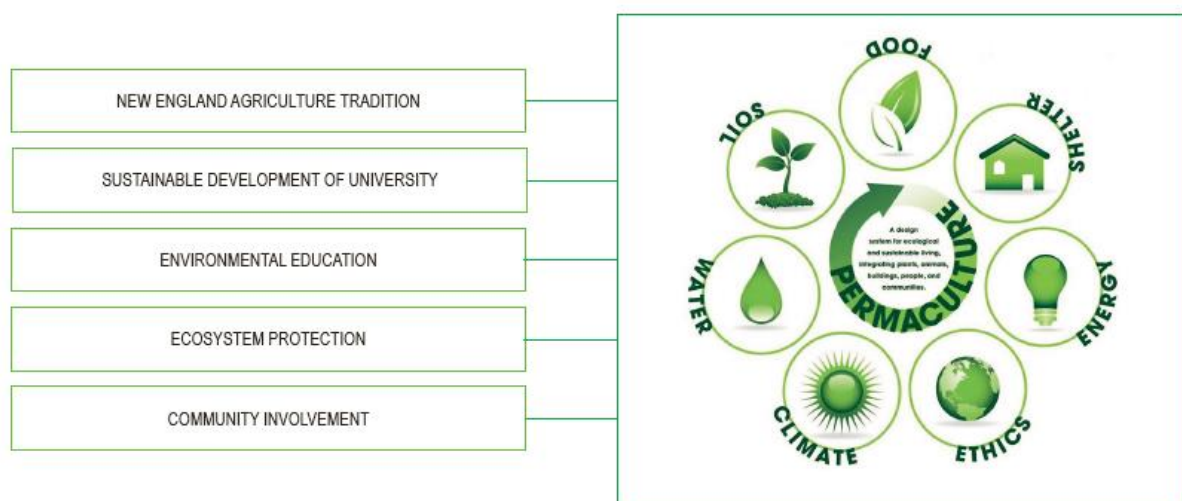 NEW ENGLAND AGRICULTURE TRADITION
SUSTAINABLE DEVELOPMENT OF UNIVERSITY
ENVIRONMENTAL EDUCATION
ECOSYSTEM PROTECTION
COMMUNITY INVOLVEMENT
FOOD
SHELTER
ENERGY
ETHICS
CLIMATE
WATER
SOIL
PERMACULTURE
A design
system for ecological
and sustainable living,
integrating plants, animals,
buildings, people, and
communities.